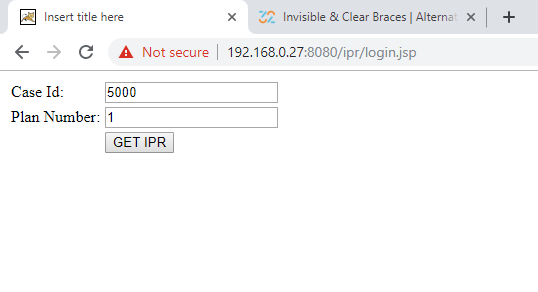 Insert title here
Invisible & Clear Braces | Alternat
Not secure 192.168.0.27:8080/ipr/login.jsp
Case Id: 5000
Plan Number: 1
GET IPR